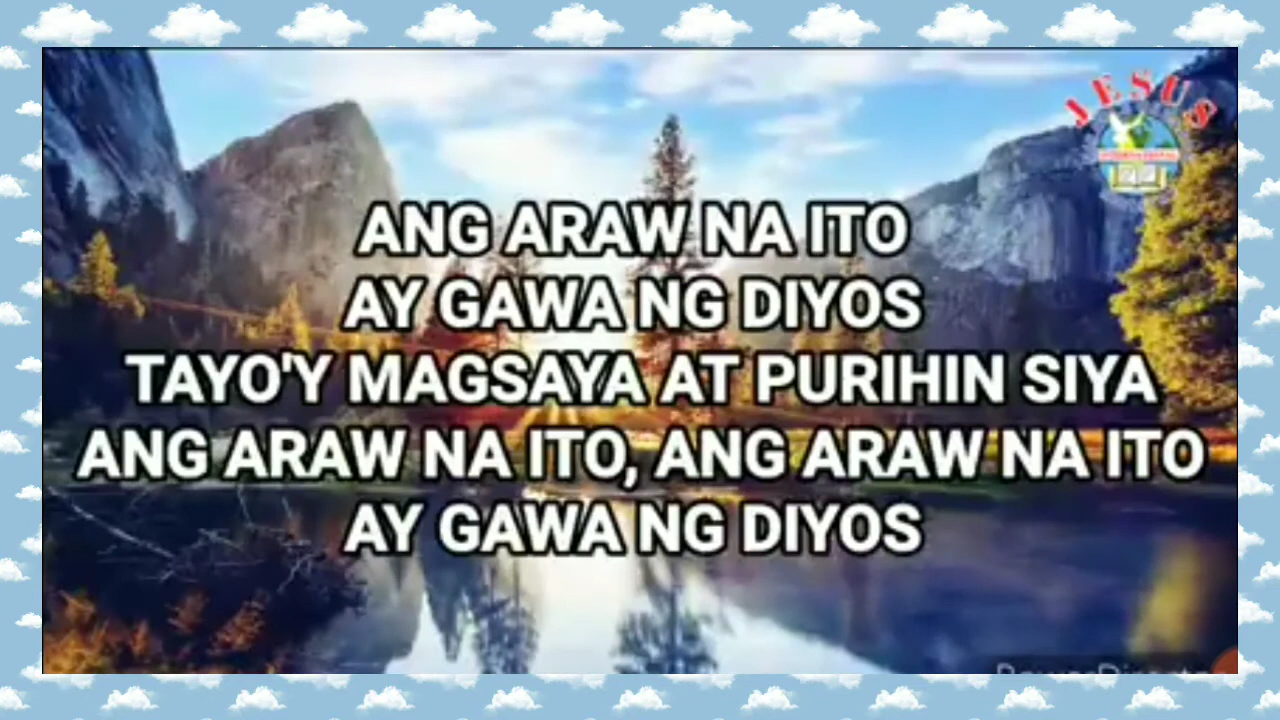 JESUS
ANG ARAW NA ITO
AY GAWA NG DIYOS
TAYO'Y MAGSAYA AT PURIHIN SIYA
ANG ARAW NA ITO, ANG ARAW NA ITO
AY GAWA NG DIYOS